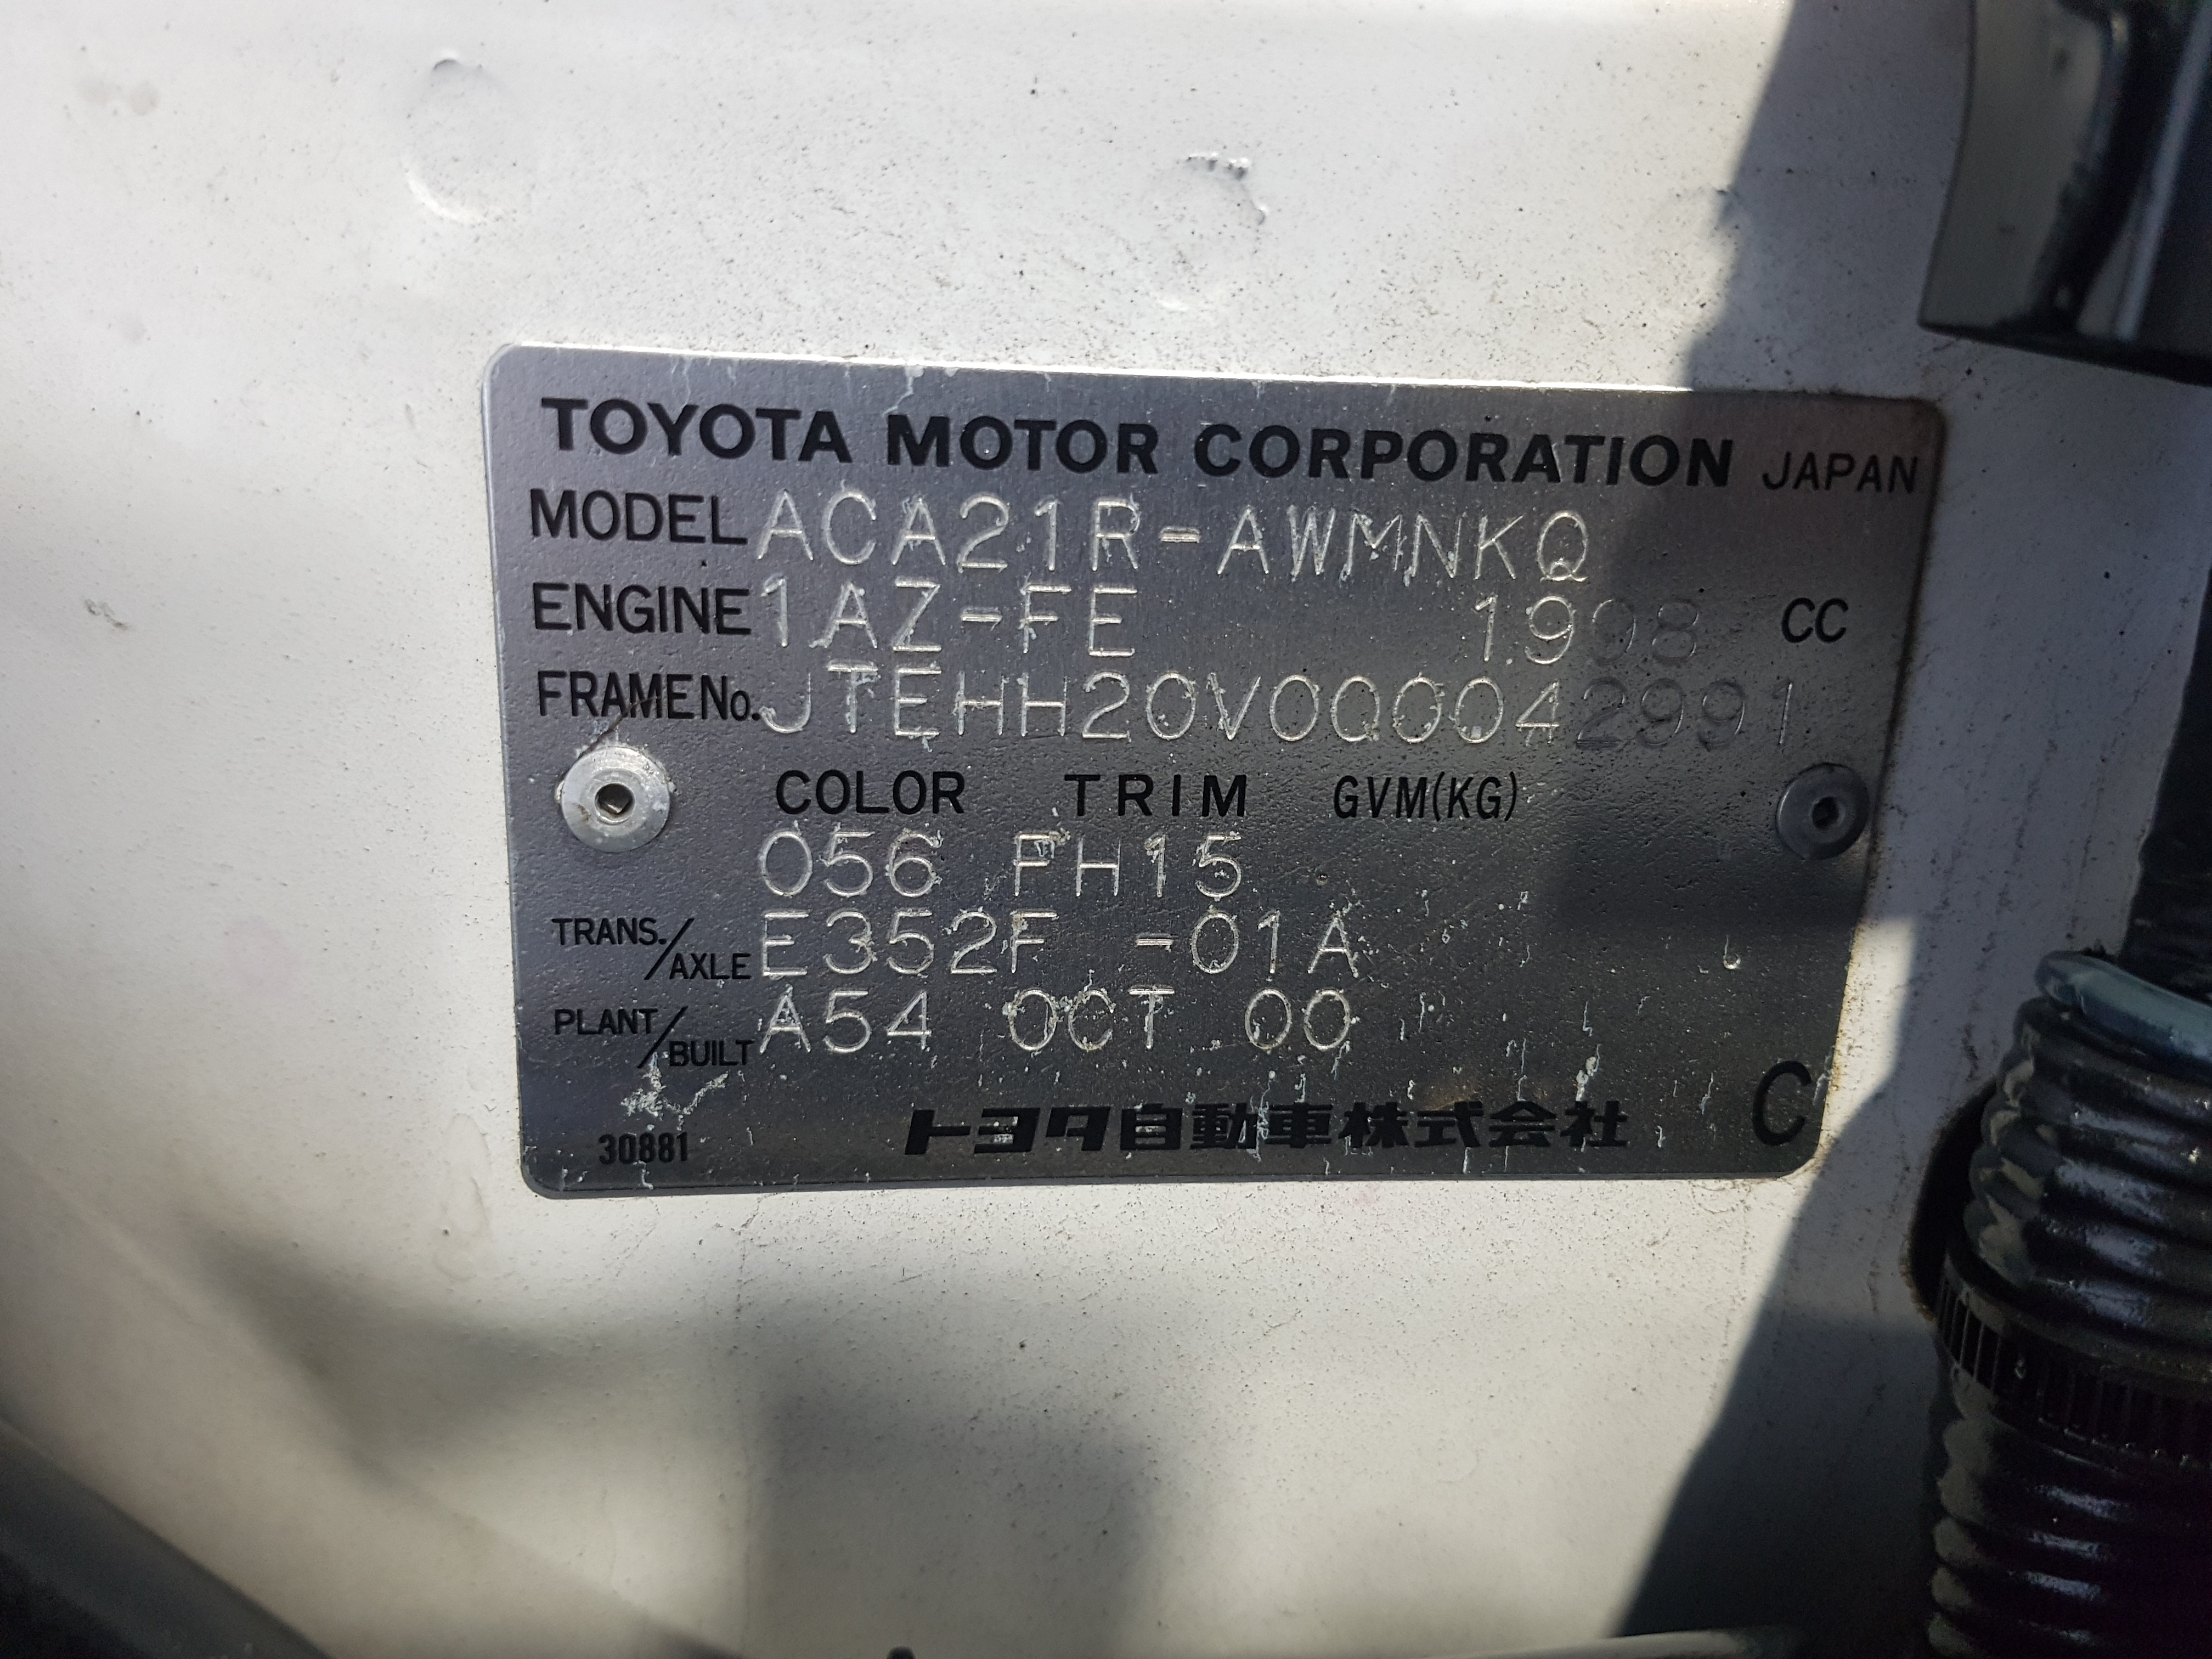 TOYOTA MOTOR CORPORATION JAPAN
MODEL ACA21R-AWMNKQ
ENGINE 1AZ-FE 1998 CC
FRAME No. JTEHH20V000042991
COLOR TRIM GVM(KG)
056 FH15
TRANS./AXLE E352F -01A
PLANT/BUILT A54 OCT 00
30881 トヨタ自動車株式会社 C